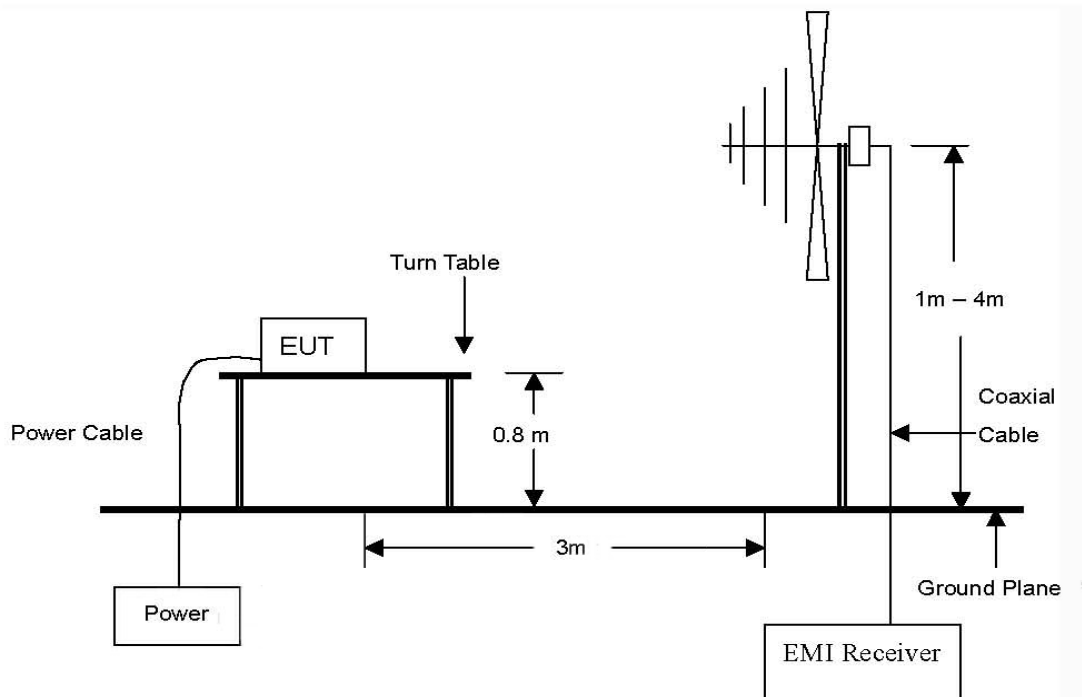 Turn Table
1m – 4m
EUT
Coaxial
Cable
Power Cable
0.8 m
3m
Ground Plane
Power
EMI Receiver